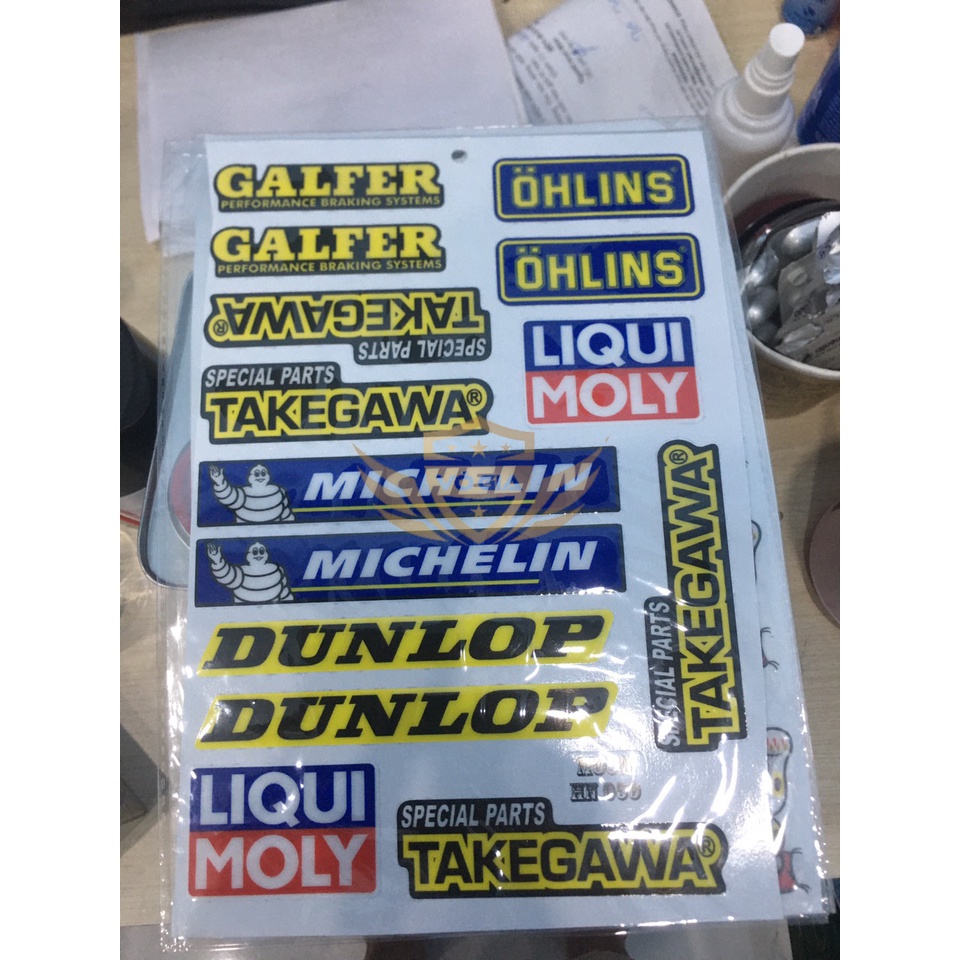 GALFER
PERFORMANCE BRAKING SYSTEMS
ÖHLINS
GALFER
PERFORMANCE BRAKING SYSTEMS
ÖHLINS
TAKEGAWA®
SPECIAL PARTS
LIQUI
MOLY
SPECIAL PARTS
TAKEGAWA®
MICHELIN
MICHELIN
SPECIAL PARTS
TAKEGAWA®
DUNLOP
DUNLOP
LIQUI
MOLY
SPECIAL PARTS
TAKEGAWA®